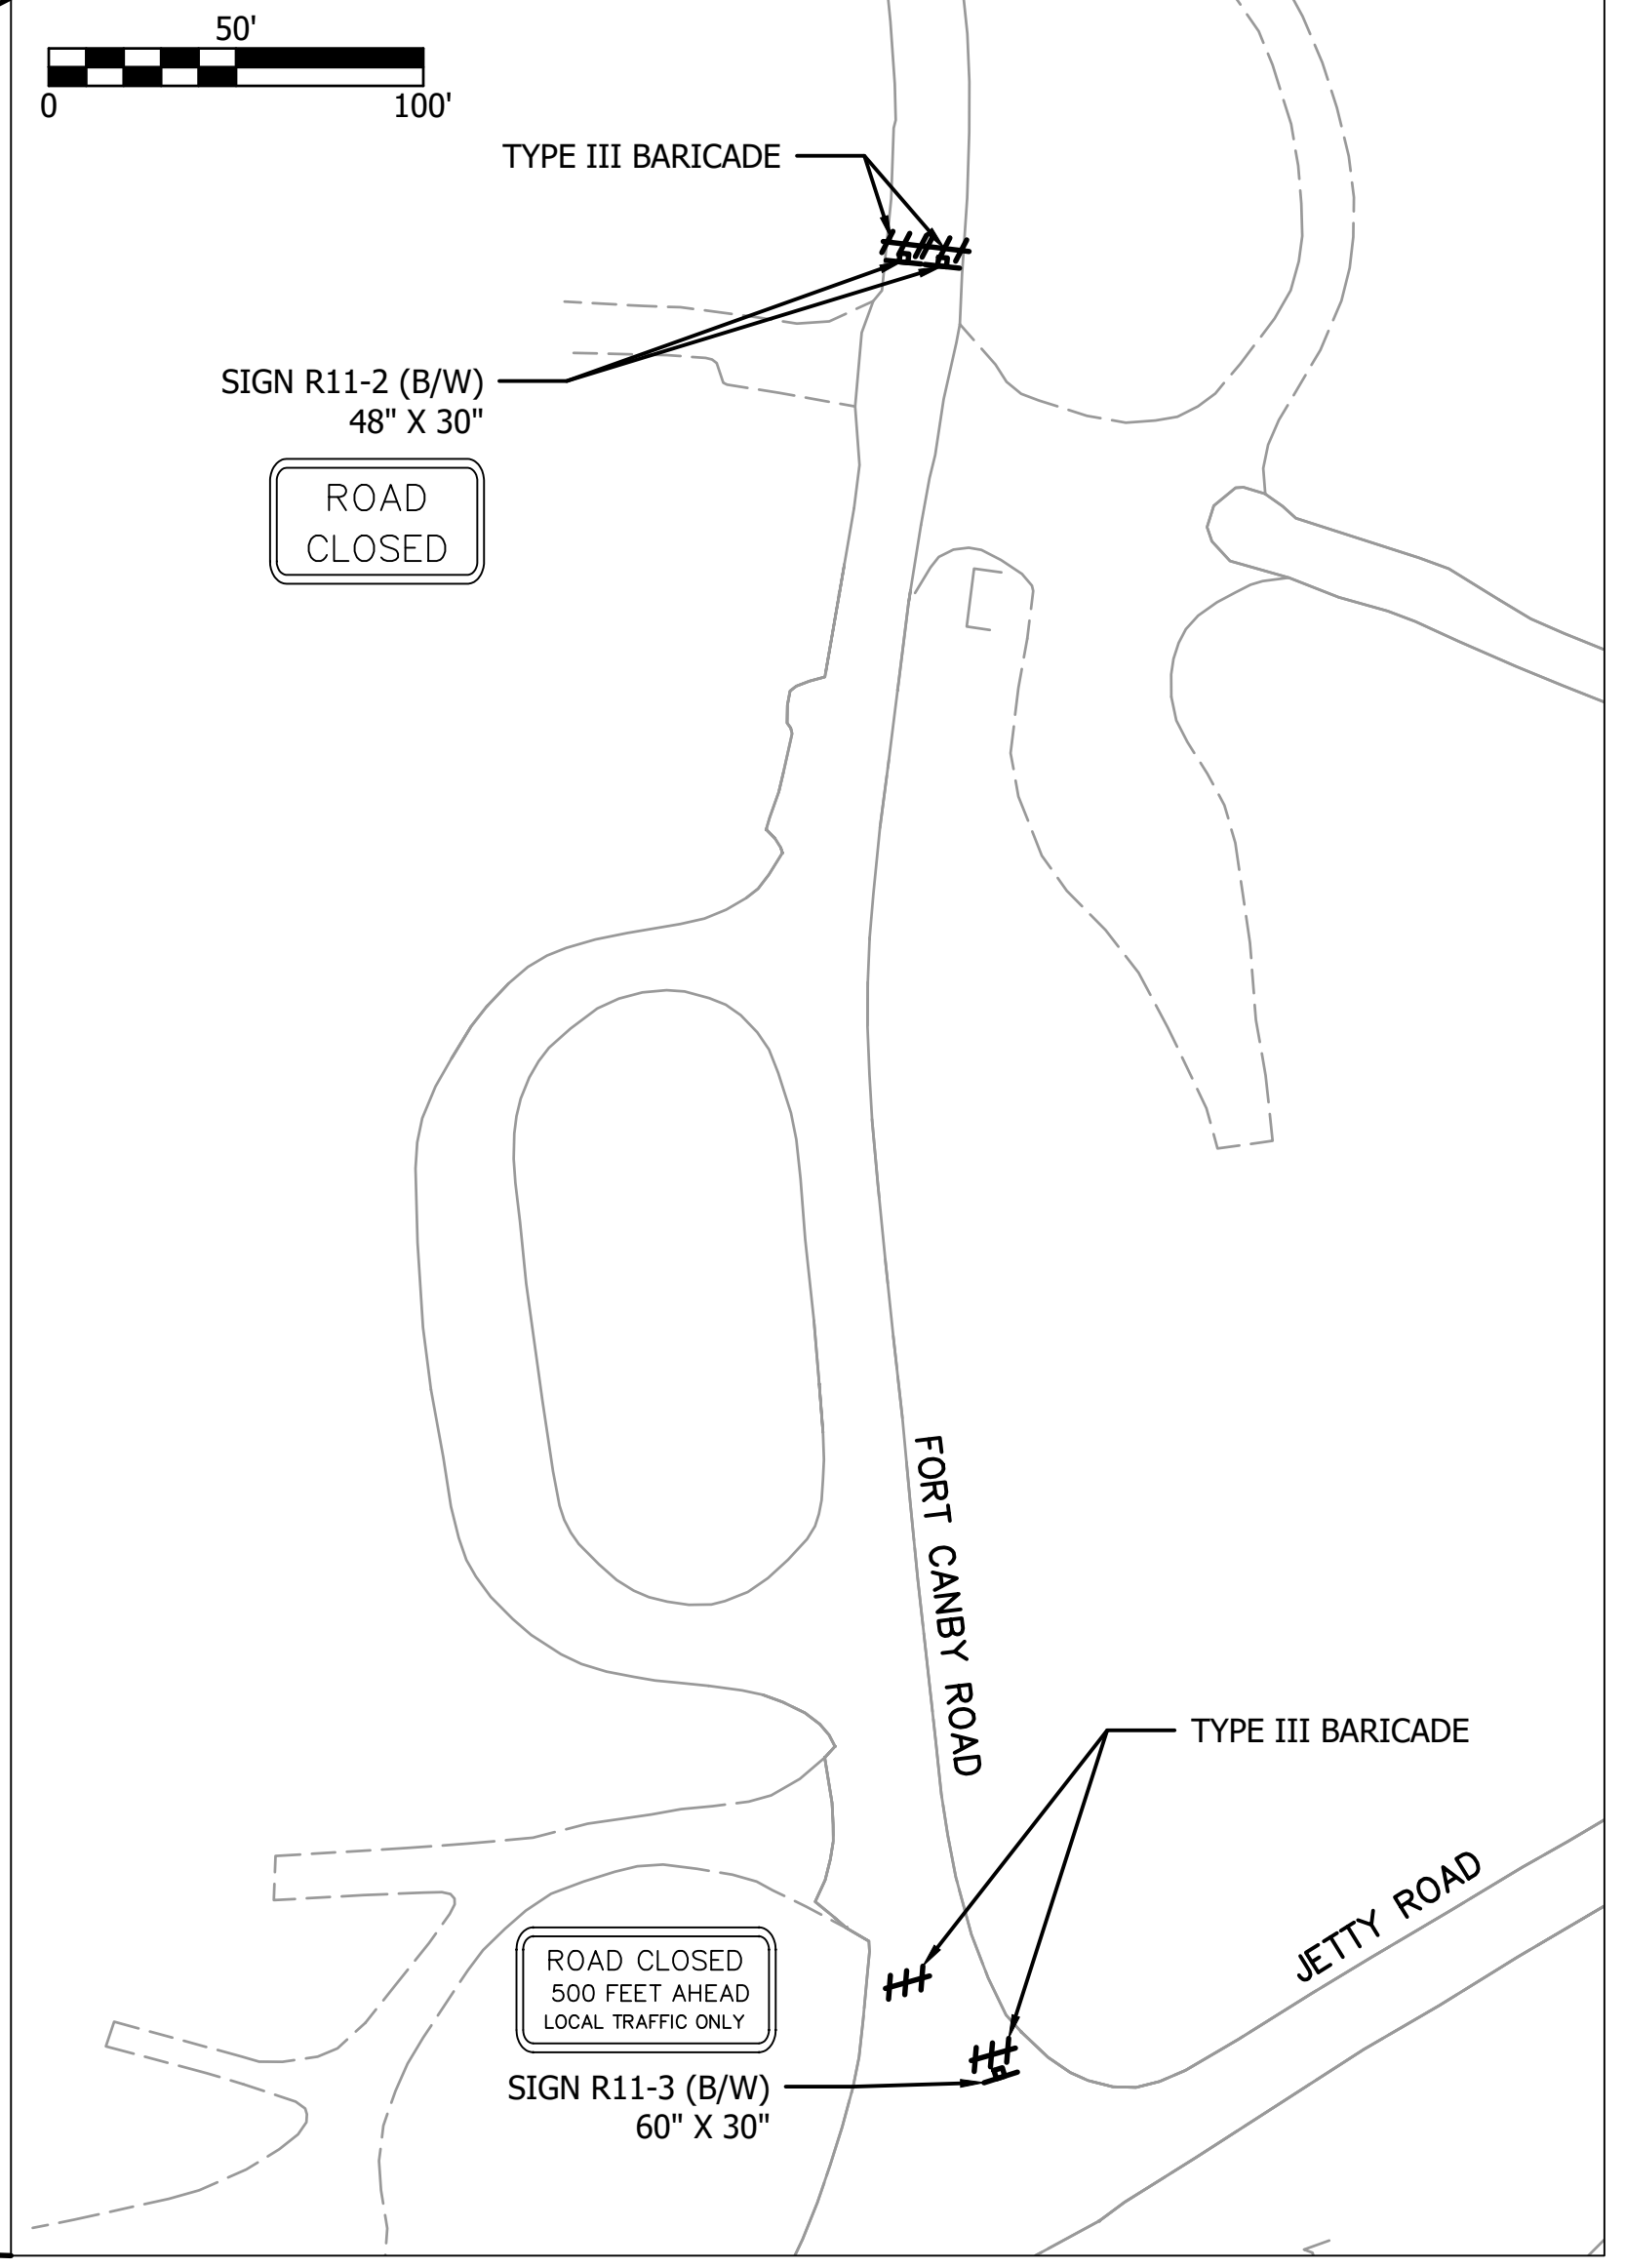 50'
0 100'
TYPE III BARICADE
SIGN R11-2 (B/W)
48" X 30"
ROAD
CLOSED
FORT CANBY ROAD
TYPE III BARICADE
JETTY ROAD
ROAD CLOSED
500 FEET AHEAD
LOCAL TRAFFIC ONLY
SIGN R11-3 (B/W)
60" X 30"